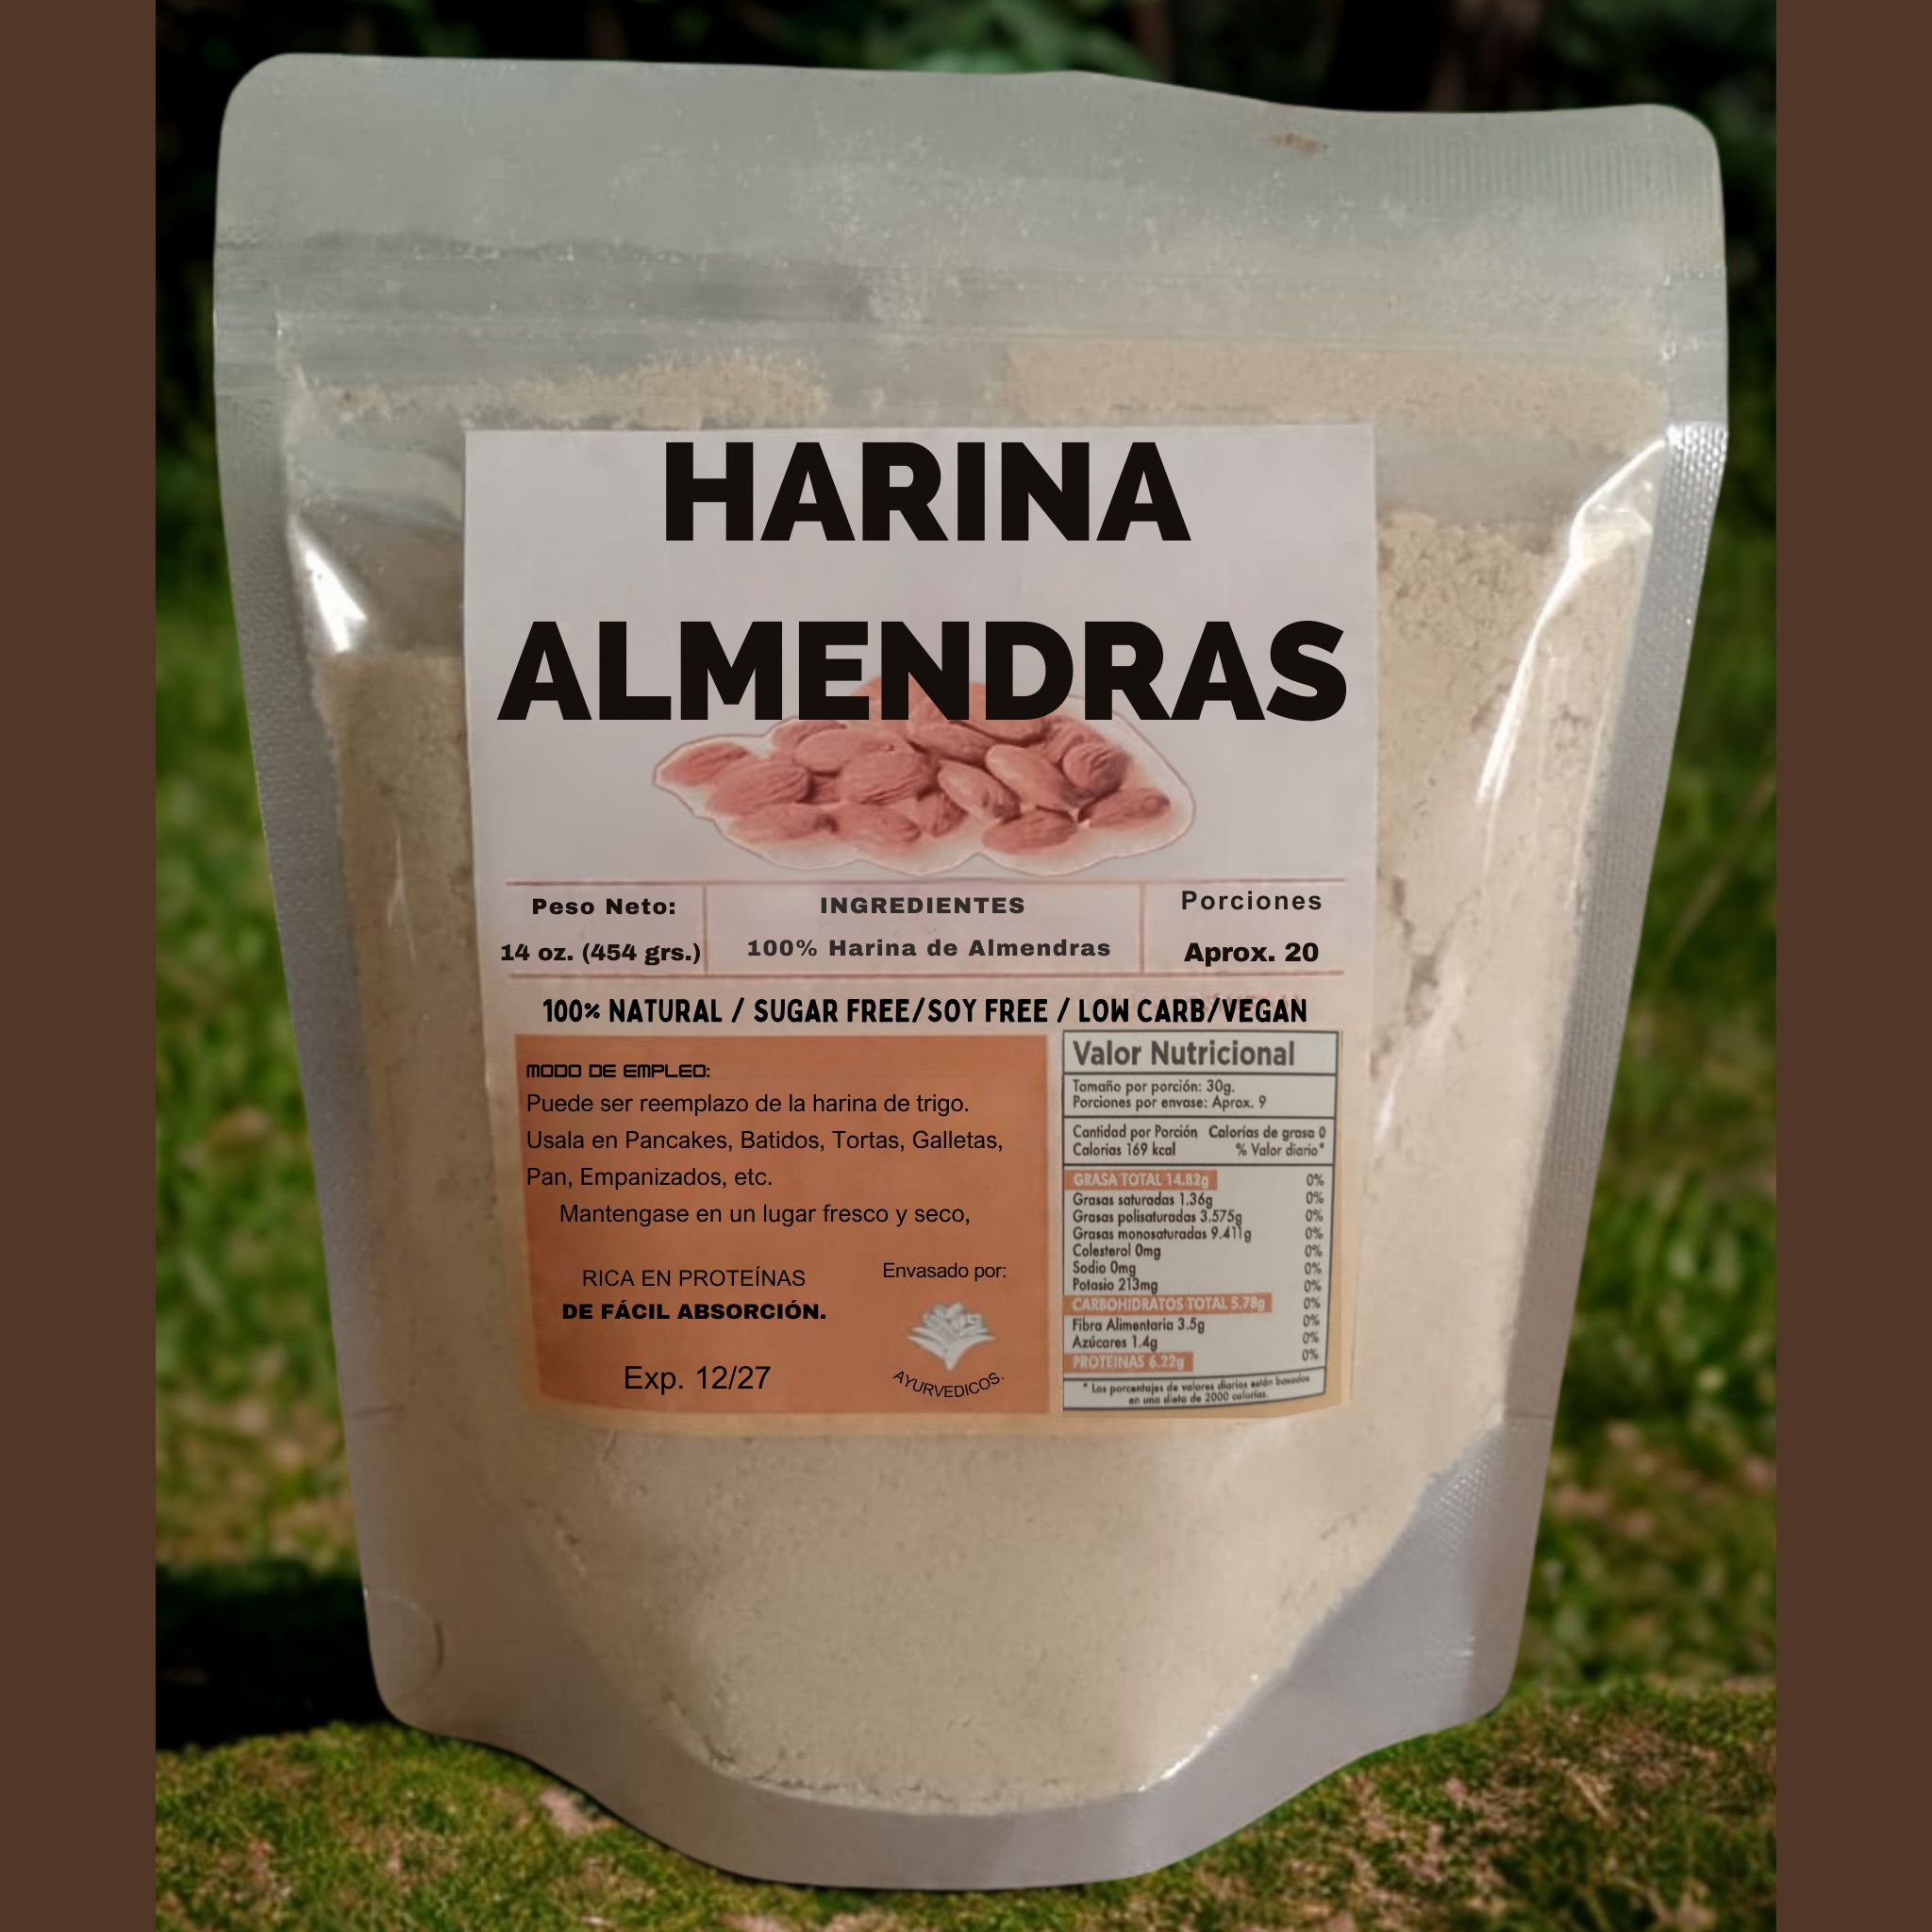 HARINA
ALMENDRAS
Peso Neto:
14 oz. (454 grs.)
INGREDIENTES
100% Harina de Almendras
Porciones
Aprox. 20
100% NATURAL / SUGAR FREE/SOY FREE / LOW CARB/VEGAN
MODO DE EMPLEO:
Puede ser reemplazo de la harina de trigo.
Usala en Pancakes, Batidos, Tortas, Galletas,
Pan, Empanizados, etc.
Mantengase en un lugar fresco y seco,
RICA EN PROTEÍNAS
DE FÁCIL ABSORCIÓN.
Exp. 12/27
Envasado por:
AYURVEDICOS.
Valor Nutricional
Tamaño por porción: 30g.
Porciones por envase: Aprox. 9
Cantidad por Porción Calorías de grasa 0
Calorias 169 kcal % Valor diario*
GRASA TOTAL 14.82g 0%
Grasas saturadas 1.36g 0%
Grasas polisaturadas 3.575g 0%
Grasas monosaturadas 9.411g 0%
Colesterol 0mg 0%
Sodio 0mg 0%
Potasio 213mg 0%
CARBOHIDRATOS TOTAL 5.78g 0%
Fibra Alimentaria 3.5g 0%
Azúcares 1.4g 0%
PROTEINAS 6.22g 0%
* Los porcentajes de valores diarios están basados
en una dieta de 2000 calorías.